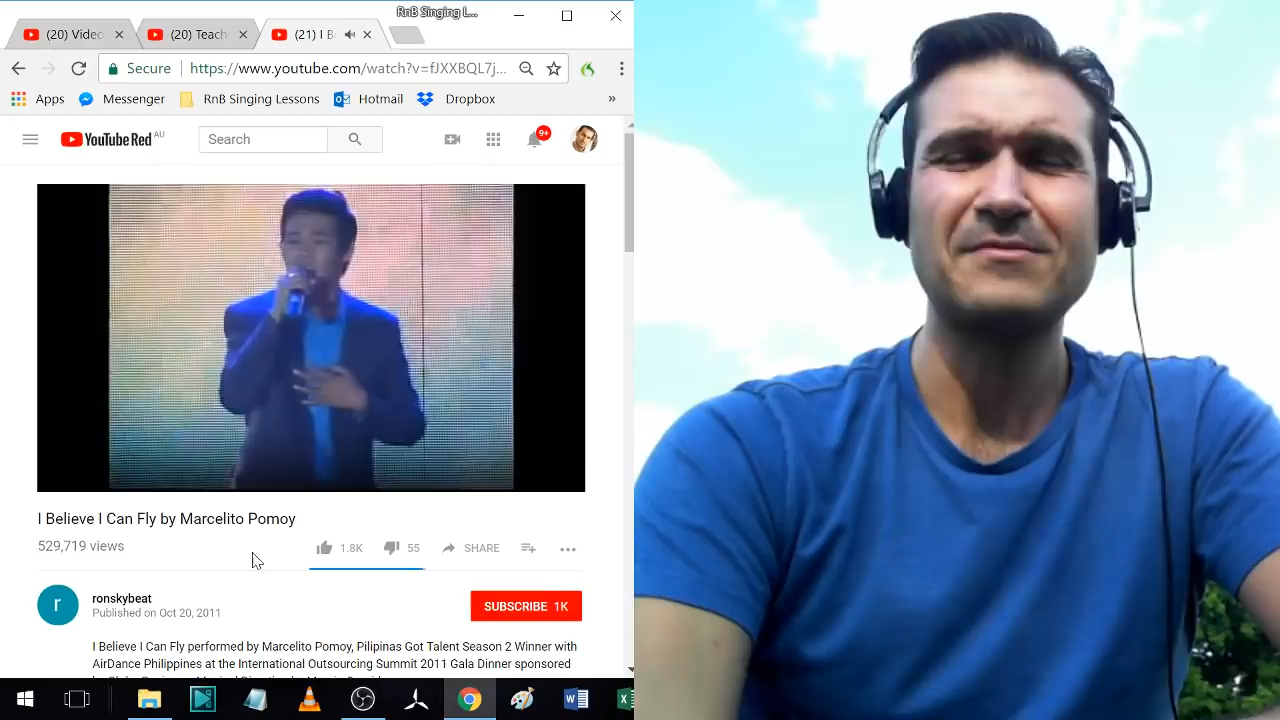 RnB Singing L...
(20) Video
(20) Teach
(21) I B
Secure
https://www.youtube.com/watch?v=fJXXBQL7j...
Apps
Messenger
RnB Singing Lessons
Hotmail
Dropbox
»
YouTube Red AU
Search
9+
I Believe I Can Fly by Marcelito Pomoy
529,719 views
1.8K
55
SHARE
r
ronskybeat
Published on Oct 20, 2011
SUBSCRIBE 1K
I Believe I Can Fly performed by Marcelito Pomoy, Pilipinas Got Talent Season 2 Winner with
AirDance Philippines at the International Outsourcing Summit 2011 Gala Dinner sponsored